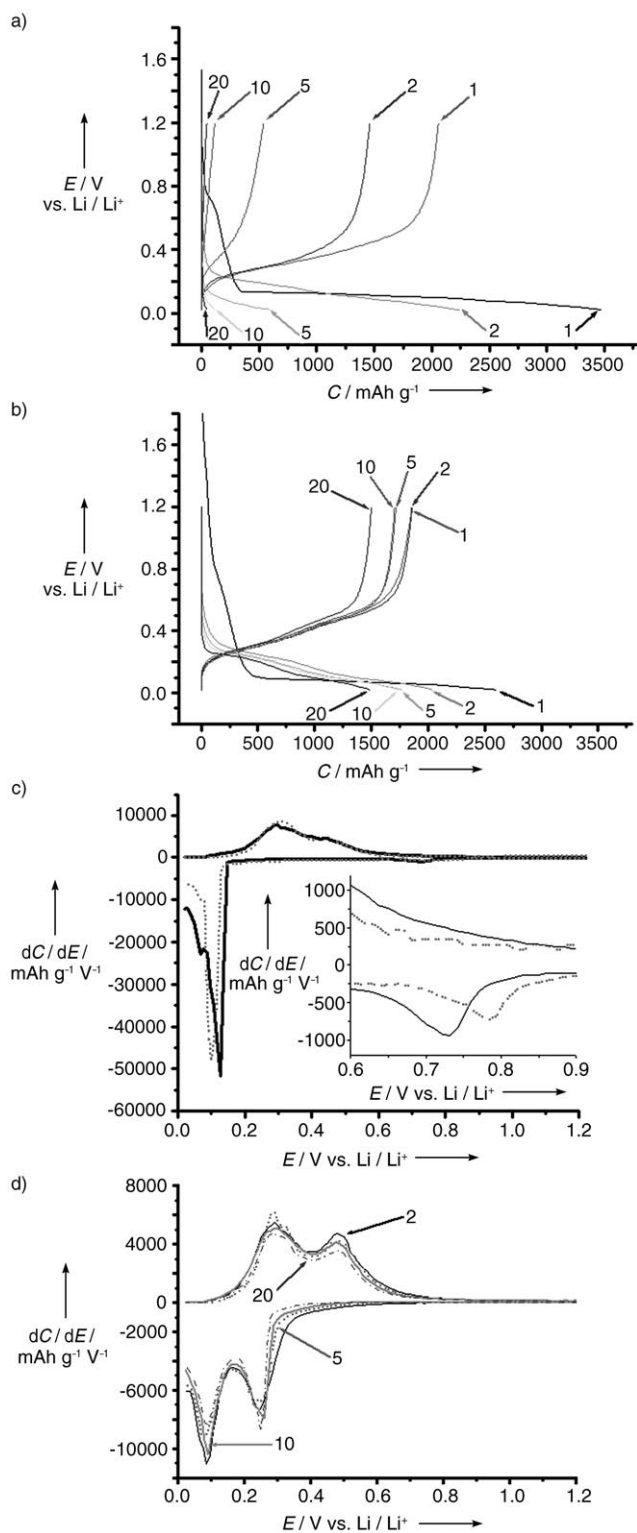 a)
1.6
1.2
0.8
0.4
0.0
E / V
vs. Li / Li⁺
20
10
5
2
1
20
10
5
2
1
0 500 1000 1500 2000 2500 3000 3500
C / mAh g⁻¹
b)
1.6
1.2
0.8
0.4
0.0
E / V
vs. Li / Li⁺
20
10
5
2
1
20
10
5
2
1
0 500 1000 1500 2000 2500 3000 3500
C / mAh g⁻¹
c)
10000
0
-10000
-20000
-30000
-40000
-50000
-60000
dC / dE /
mAh g⁻¹ V⁻¹
dC / dE /
mAh g⁻¹ V⁻¹
1000
500
0
-500
-1000
0.6 0.7 0.8 0.9
E / V vs. Li / Li⁺
0.0 0.2 0.4 0.6 0.8 1.0 1.2
E / V vs. Li / Li⁺
d)
8000
4000
0
-2000
-6000
-10000
dC / dE /
mAh g⁻¹ V⁻¹
2
20
5
10
0.0 0.2 0.4 0.6 0.8 1.0 1.2
E / V vs. Li / Li⁺